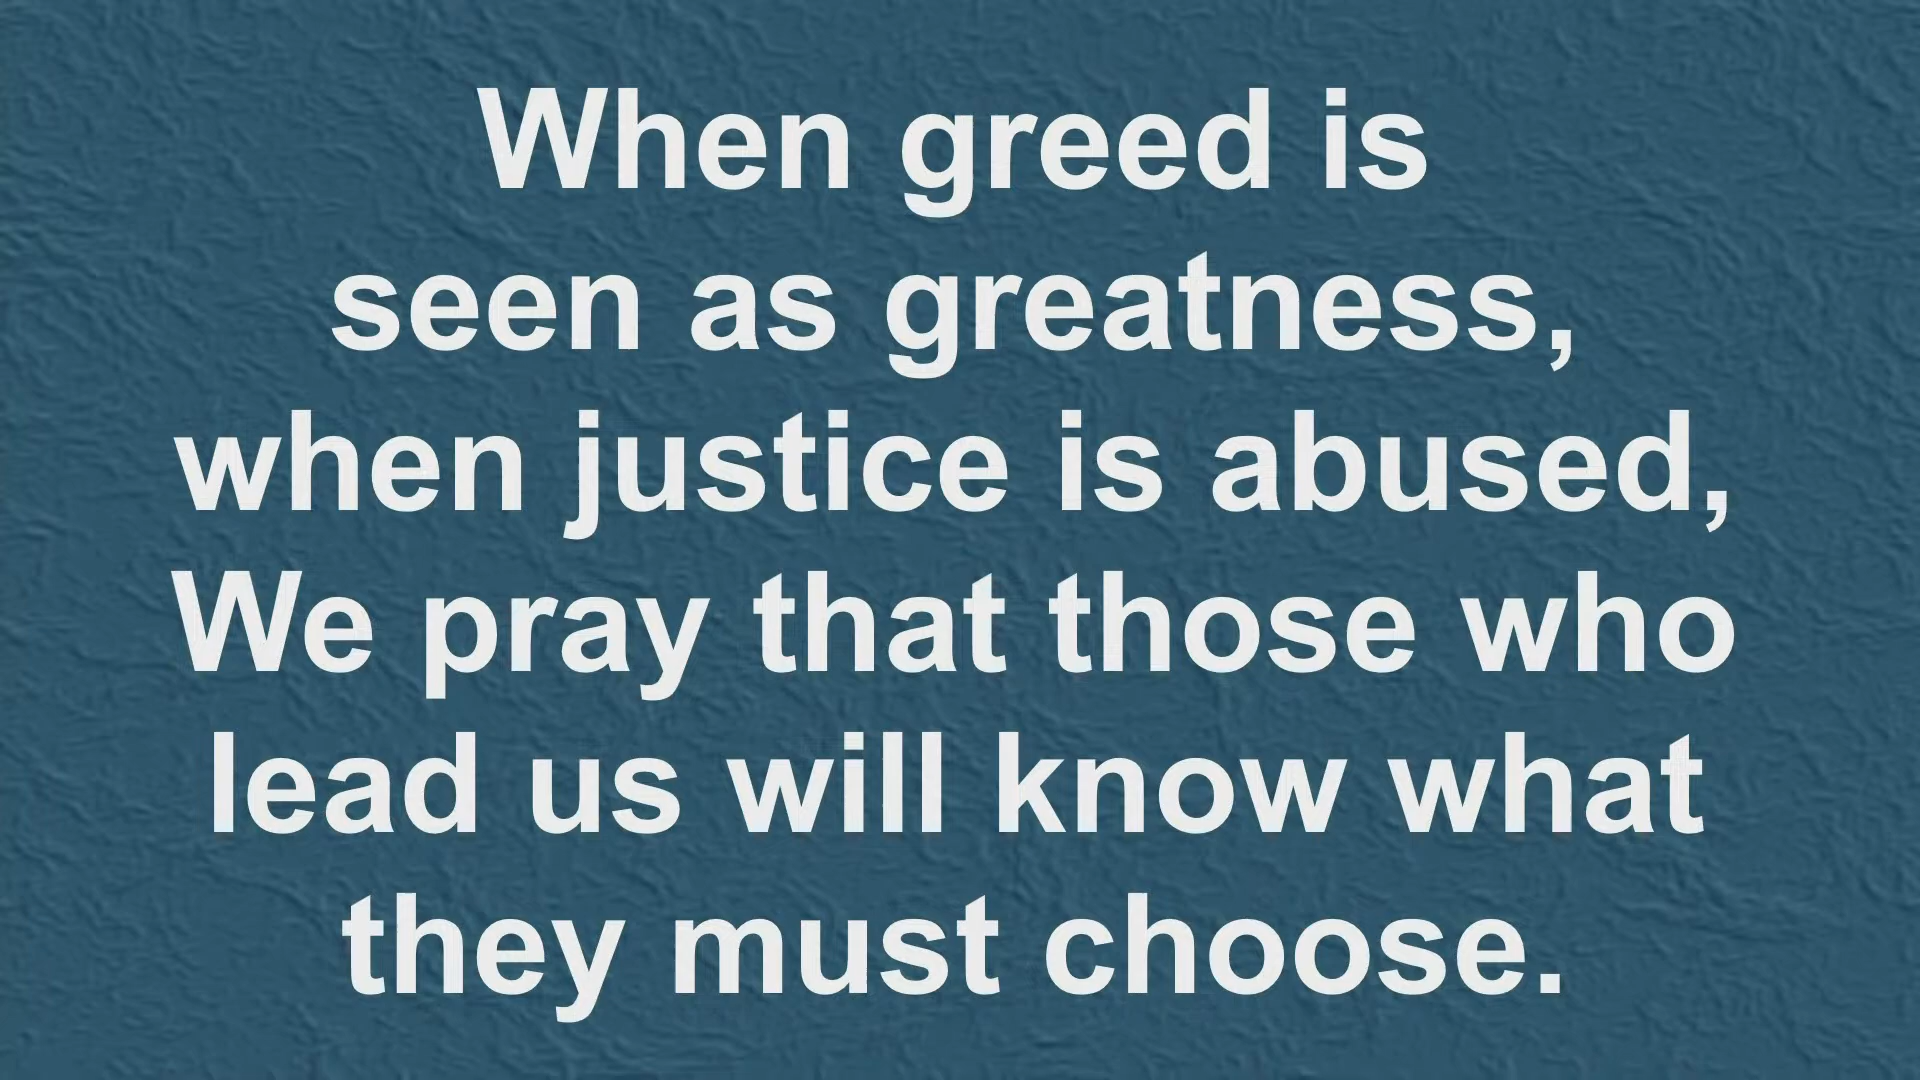 When greed is
seen as greatness,
when justice is abused,
We pray that those who
lead us will know what
they must choose.